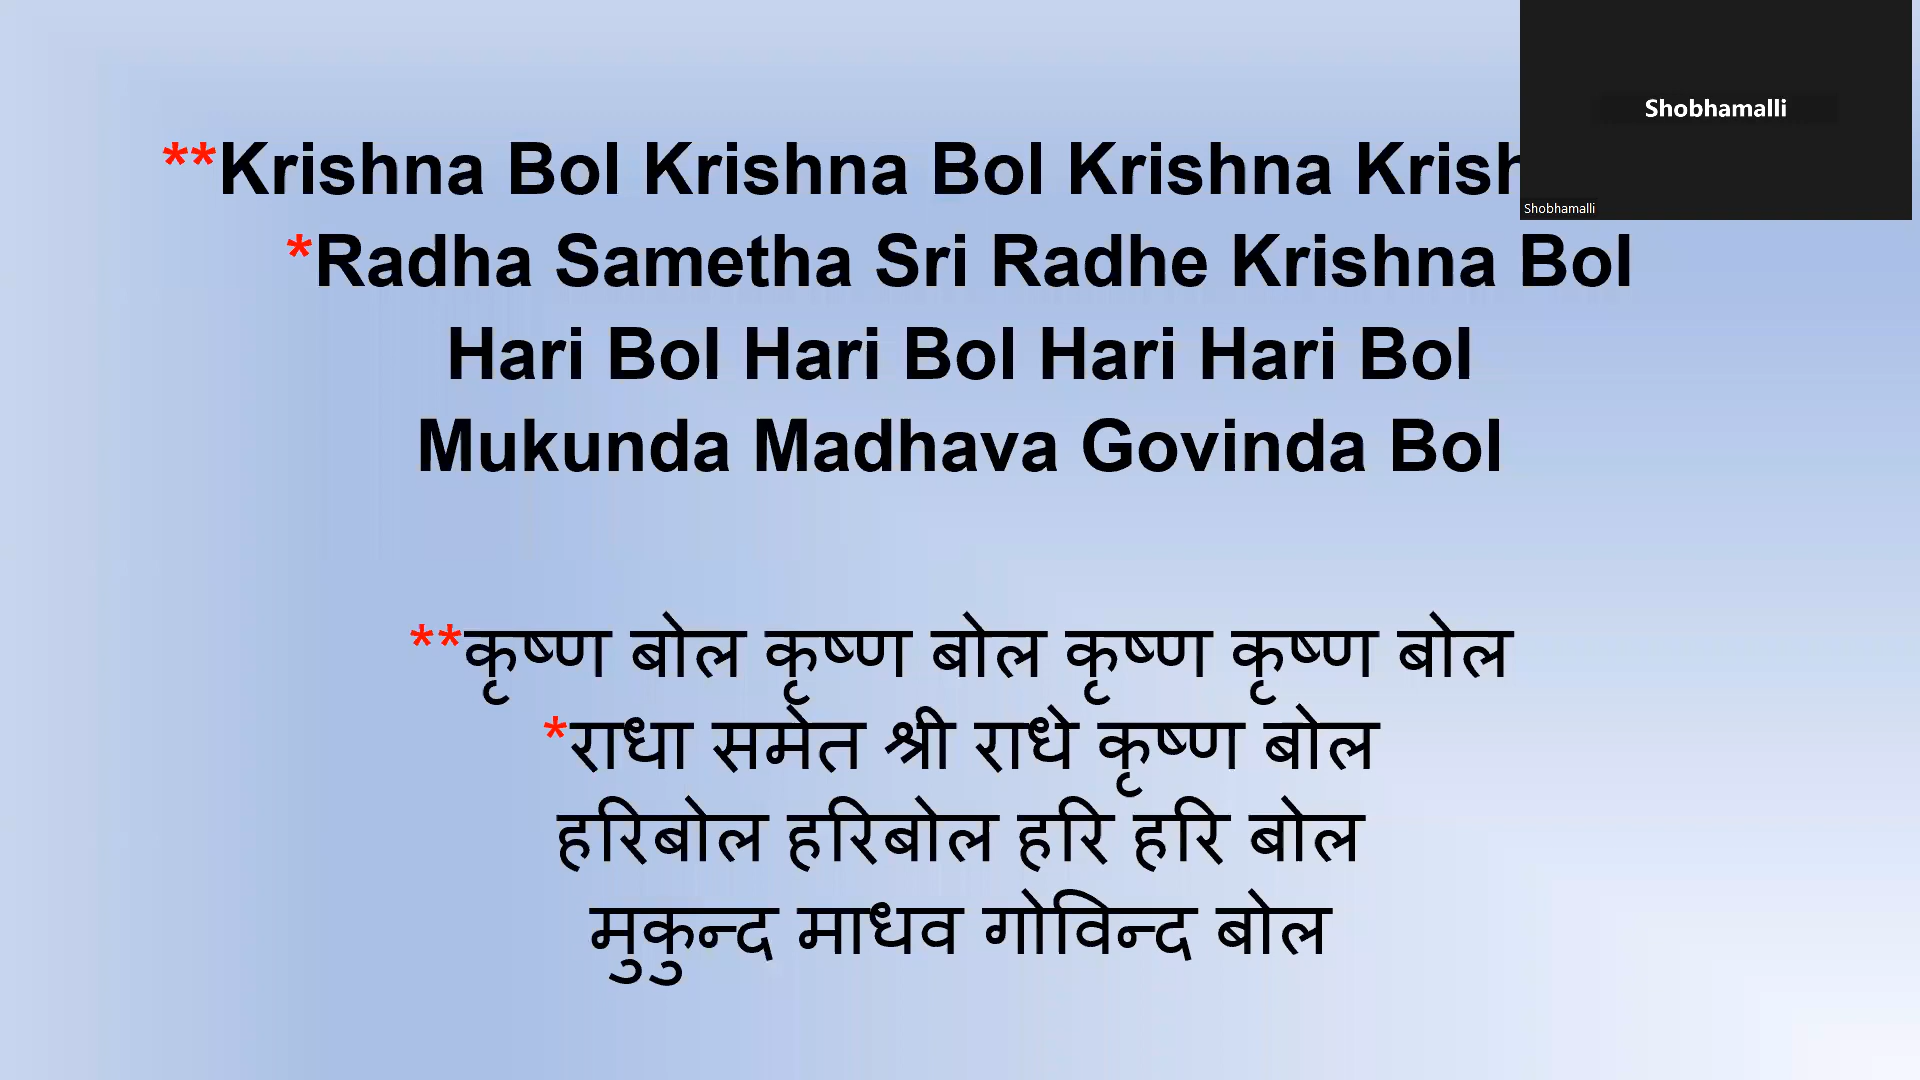 **Krishna Bol Krishna Bol Krishna
*Radha Sametha Sri Radhe Krishna Bol
Hari Bol Hari Bol Hari Hari Bol
Mukunda Madhava Govinda Bol
**कृष्ण बोल कृष्ण बोल कृष्ण कृष्ण बोल
*राधा समेत श्री राधे कृष्ण बोल
हरिबोल हरिबोल हरि हरि बोल
मुकुन्द माधव गोविन्द बोल
Shobhamalli
Shobhamalli